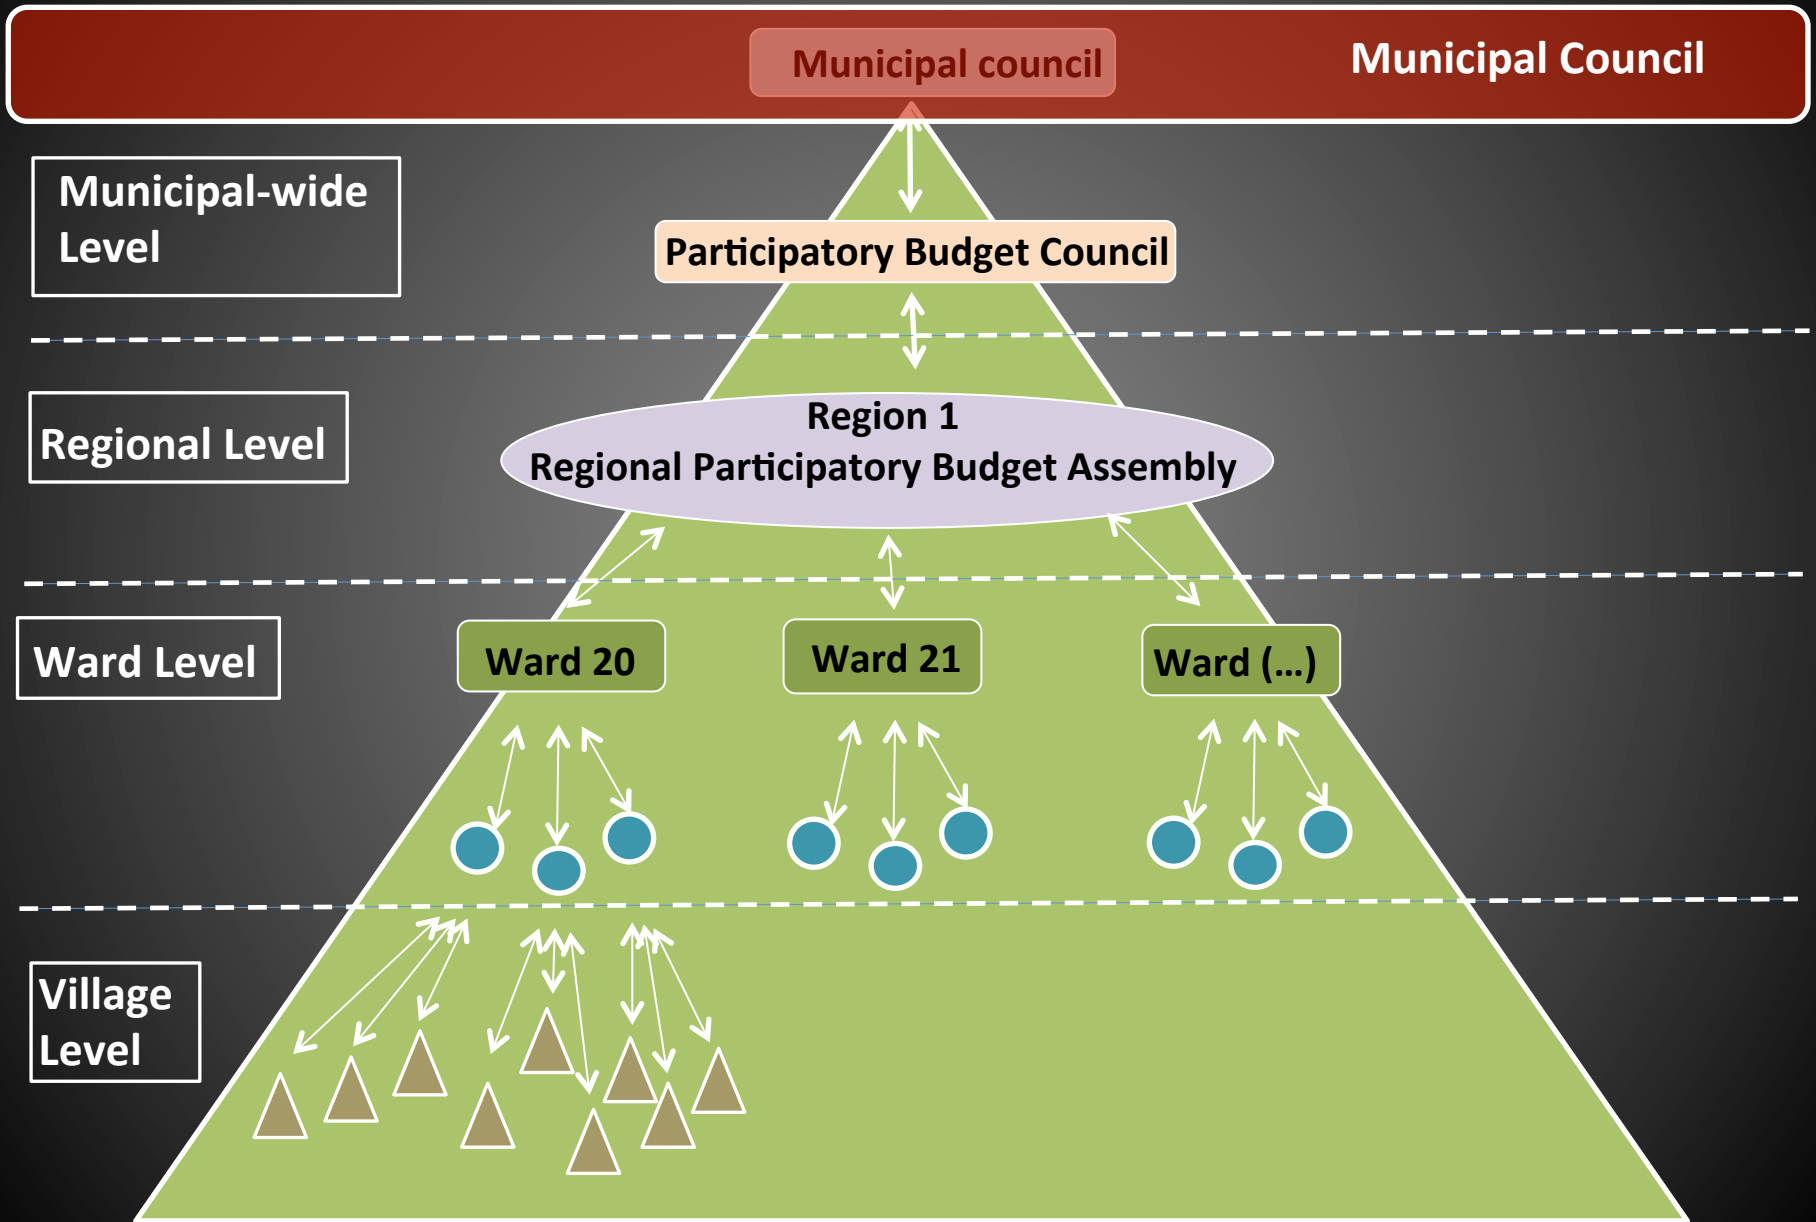 Municipal council
Municipal Council
Municipal-wide
Level
Participatory Budget Council
Regional Level
Region 1
Regional Participatory Budget Assembly
Ward Level
Ward 20
Ward 21
Ward (...)
Village
Level